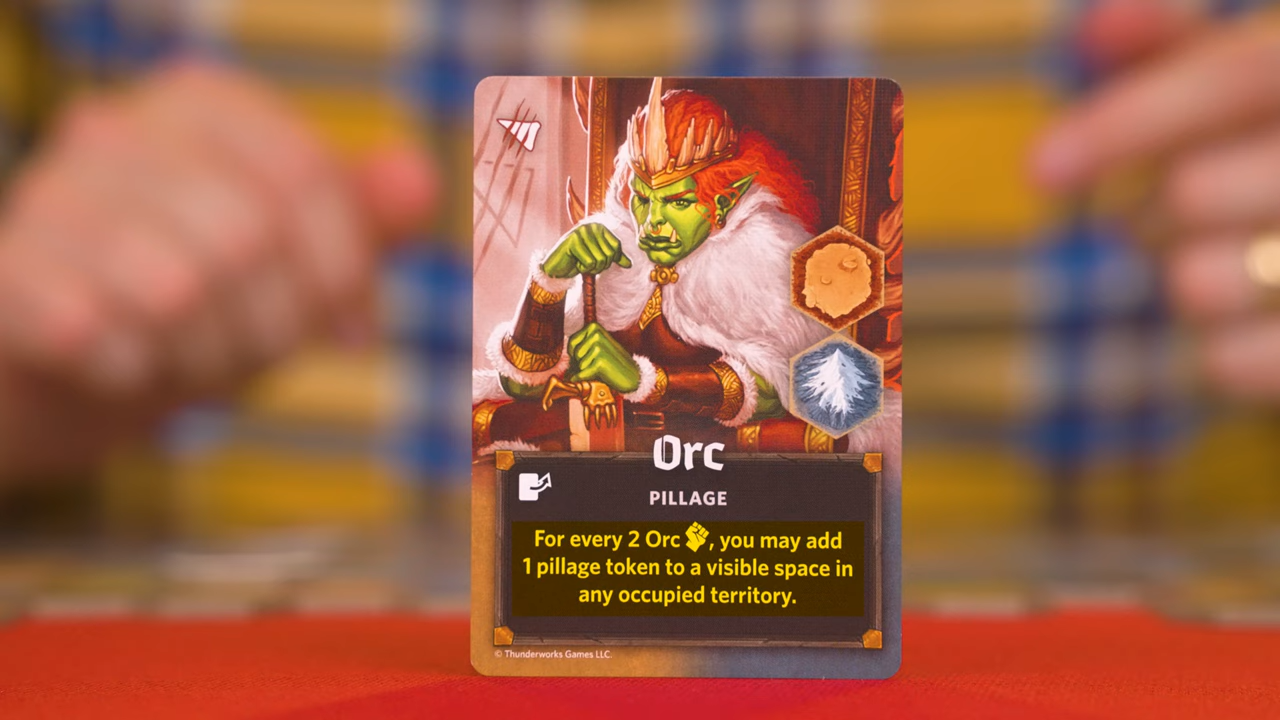 Orc
PILLAGE
For every 2 Orc , you may add
1 pillage token to a visible space in
any occupied territory.
© Thunderworks Games LLC.